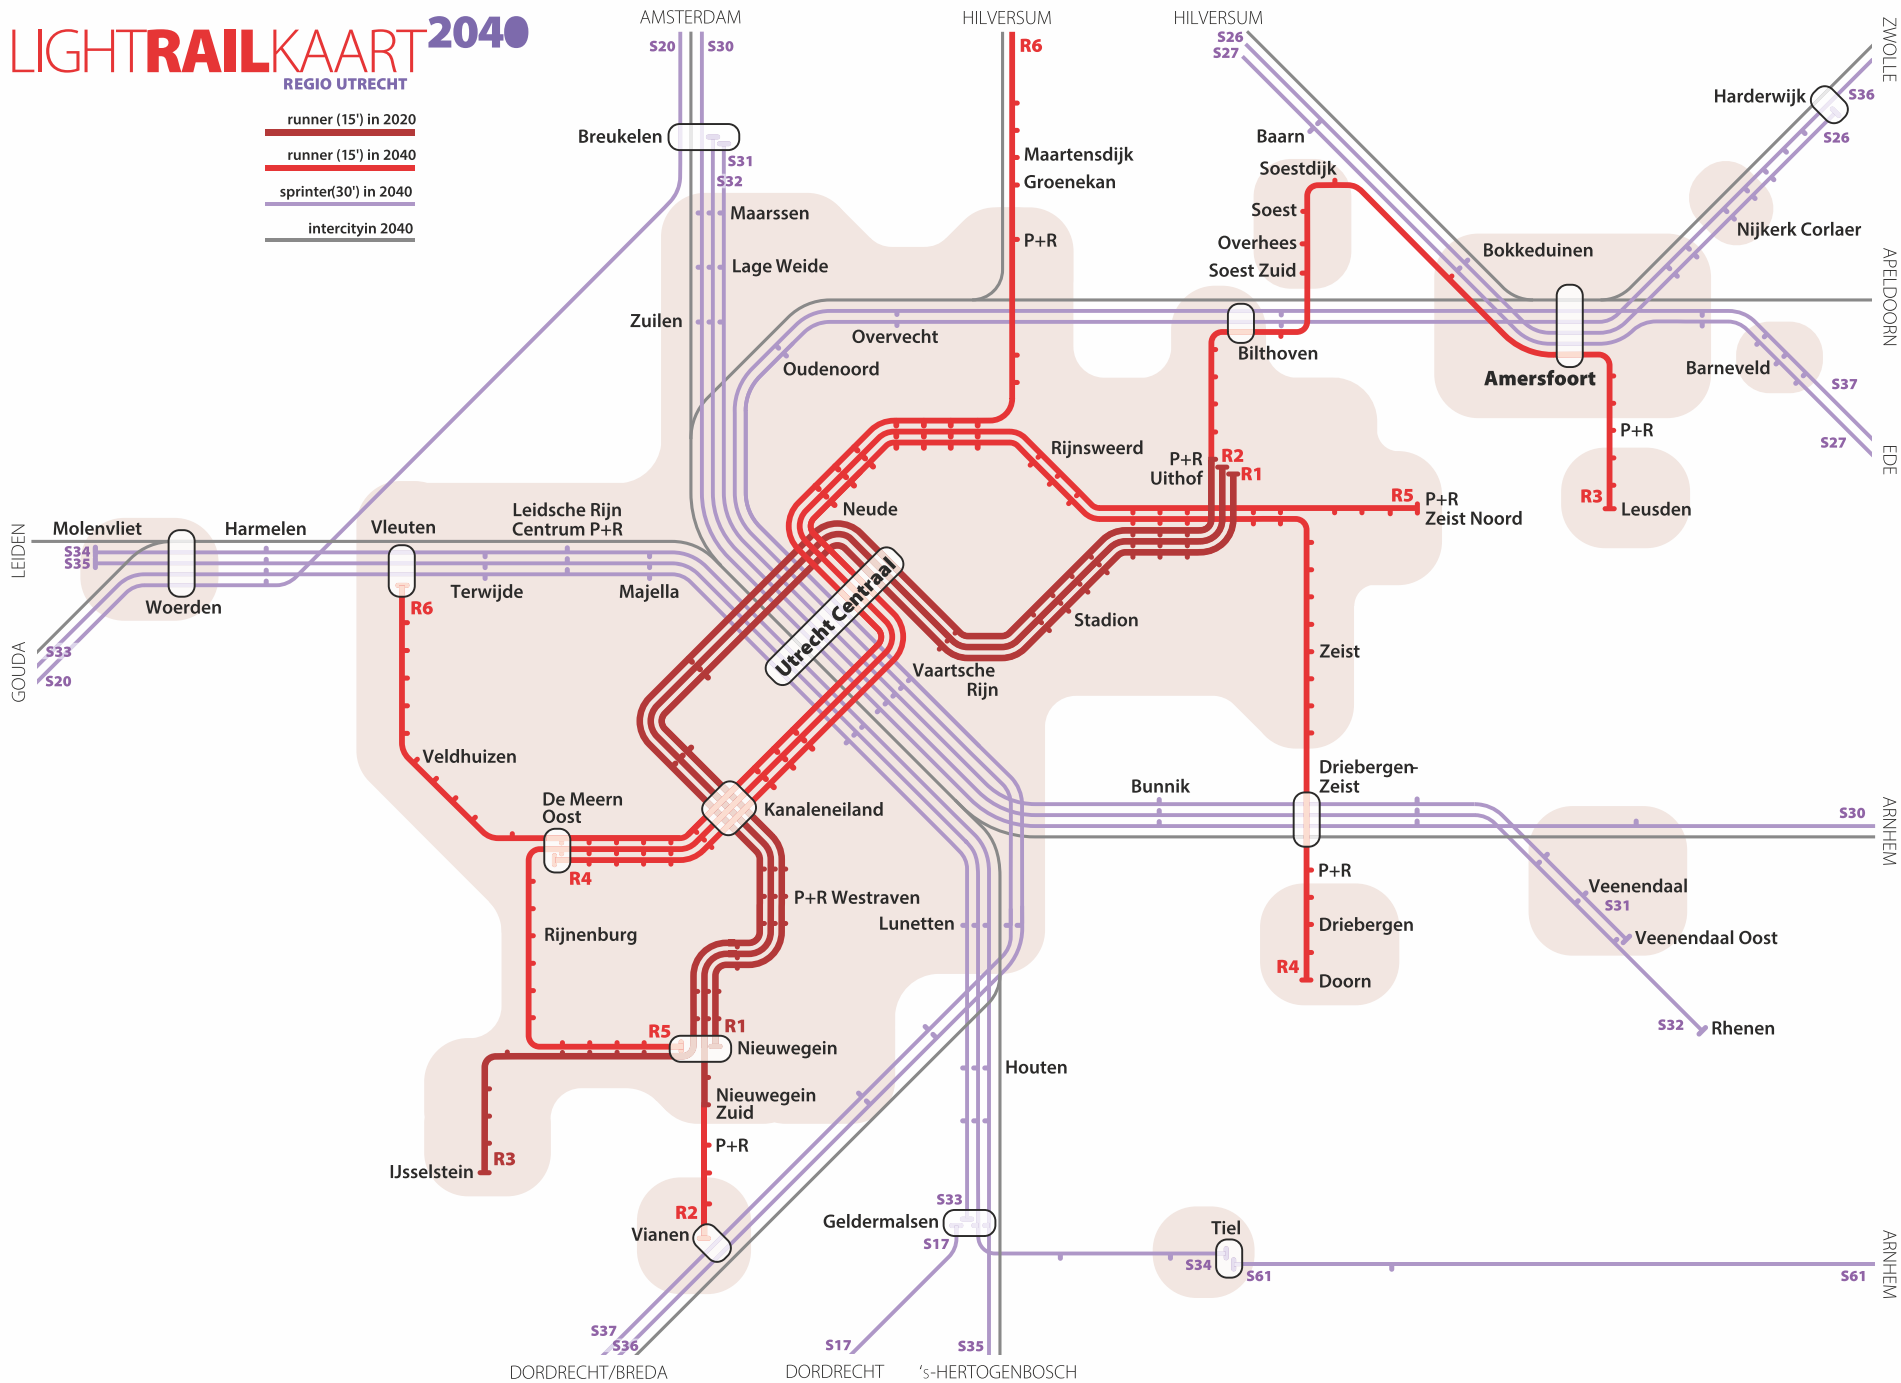 LIGHTRAILKAART2040
REGIO UTRECHT
runner (15') in 2020
runner (15') in 2040
sprinter(30') in 2040
intercityin 2040
AMSTERDAM
HILVERSUM
HILVERSUM
ZWOLLE
S20
S30
R6
S26
S27
Breukelen
S31
S32
Maarssen
Lage Weide
Zuilen
Maartensdijk
Groenekan
P+R
Overvecht
Oudenoord
Baarn
Soestdijk
Soest
Overhees
Soest Zuid
Bilthoven
Bokkeduinen
Amersfoort
Harderwijk
S36
S26
Nijkerk Corlaer
APELDOORN
Barneveld
S37
S27
EDE
P+R
R3
Leusden
Rijnsweerd
P+R
Uithof
R2
R1
R5
P+R
Zeist Noord
Neude
LEIDEN
Molenvliet
S34
S35
Harmelen
Woerden
Vleuten
Leidsche Rijn
Centrum P+R
Terwijde
Majella
R6
GOUDA
S33
S20
Utrecht Centraal
Stadion
Vaartsche
Rijn
Zeist
Veldhuizen
De Meern
Oost
R4
Kanaleneiland
Driebergen-
Zeist
Bunnik
S30
ARNHEM
P+R Westraven
Lunetten
P+R
Driebergen
R4
Doorn
Veenendaal
S31
Veenendaal Oost
S32
Rhenen
Rijnenburg
R5
R1
Nieuwegein
Nieuwegein
Zuid
P+R
Houten
IJsselstein
R3
R2
Vianen
S33
Geldermalsen
S17
Tiel
S34
S61
S61
ARNHEM
S37
S36
S17
S35
DORDRECHT/BREDA
DORDRECHT
's-HERTOGENBOSCH